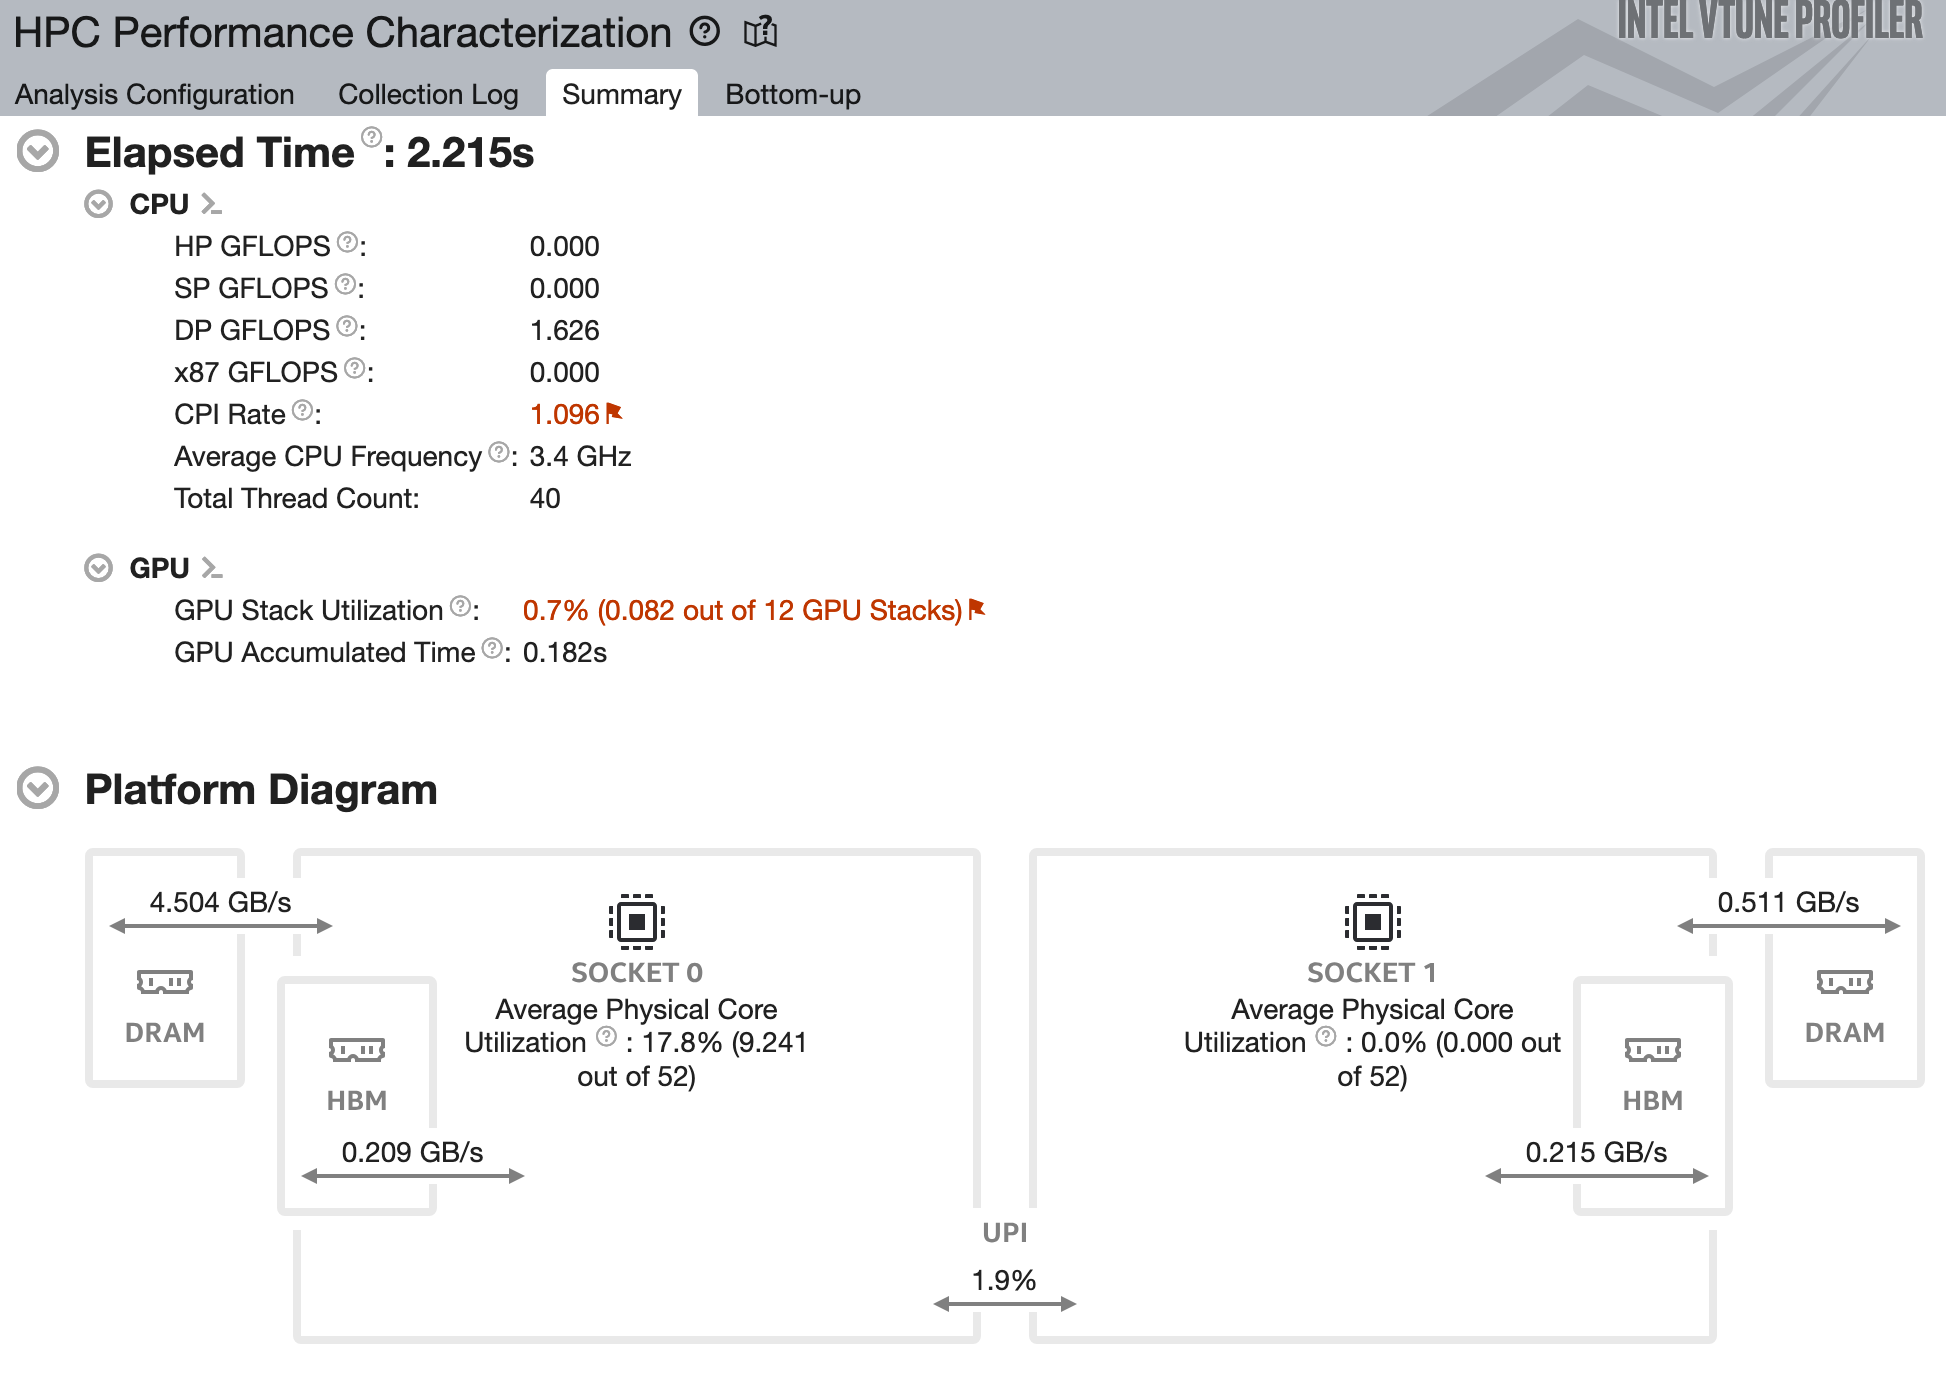 HPC Performance Characterization
INTEL VTUNE PROFILER
Analysis Configuration Collection Log Summary Bottom-up
Elapsed Time ? : 2.215s
CPU
HP GFLOPS ? : 0.000
SP GFLOPS ? : 0.000
DP GFLOPS ? : 1.626
x87 GFLOPS ? : 0.000
CPI Rate ? : 1.096
Average CPU Frequency ? : 3.4 GHz
Total Thread Count: 40
GPU
GPU Stack Utilization ? : 0.7% (0.082 out of 12 GPU Stacks)
GPU Accumulated Time ? : 0.182s
Platform Diagram
4.504 GB/s
DRAM
HBM
0.209 GB/s
SOCKET 0
Average Physical Core
Utilization ? : 17.8% (9.241
out of 52)
UPI
1.9%
SOCKET 1
Average Physical Core
Utilization ? : 0.0% (0.000 out
of 52)
HBM
0.215 GB/s
0.511 GB/s
DRAM